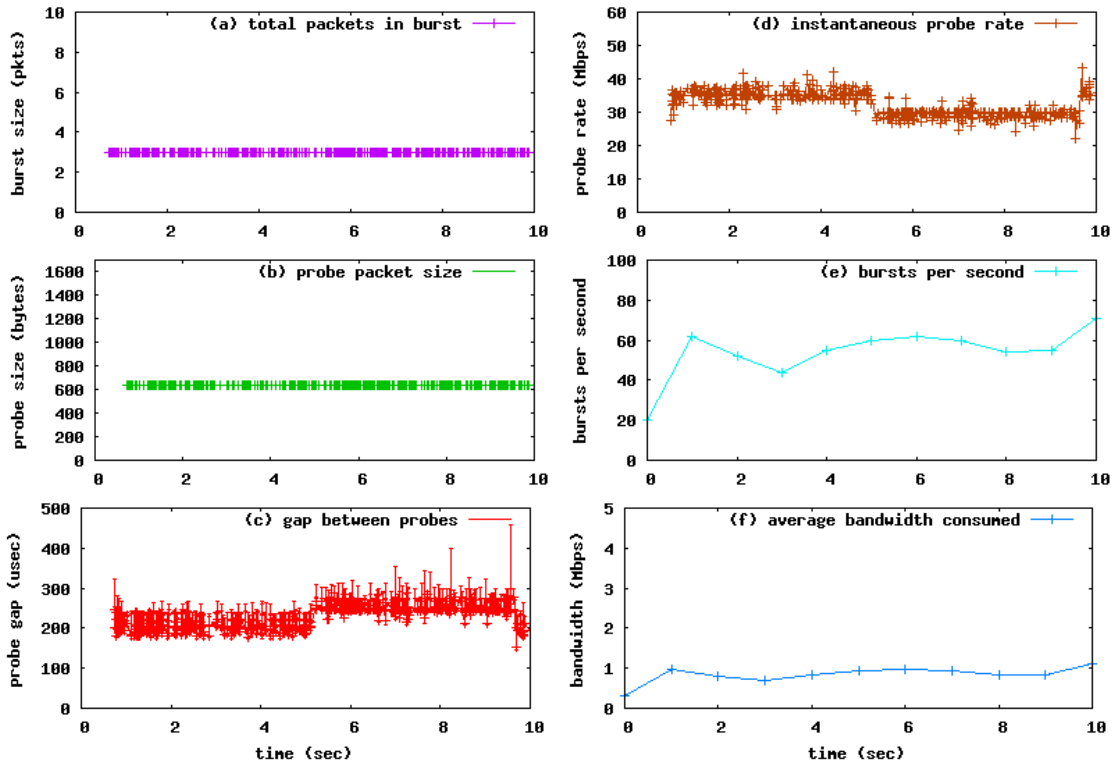 (a) total packets in burst
burst size (pkts)
10
8
6
4
2
0
0 2 4 6 8 10
(d) instantaneous probe rate
probe rate (Mbps)
60
50
40
30
20
10
0
0 2 4 6 8 10
(b) probe packet size
probe size (bytes)
1600
1400
1200
1000
800
600
400
200
0
0 2 4 6 8 10
(e) bursts per second
bursts per second
100
80
60
40
20
0
0 2 4 6 8 10
(c) gap between probes
probe gap (usec)
500
400
300
200
100
0
0 2 4 6 8 10
time (sec)
(f) average bandwidth consumed
bandwidth (Mbps)
5
4
3
2
1
0
0 2 4 6 8 10
time (sec)